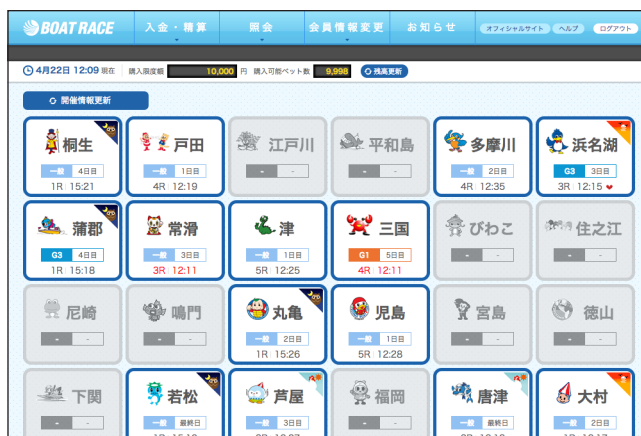 BOAT RACE 入金・精算 照会 会員情報変更 お知らせ オフィシャルサイト ヘルプ ログアウト
4月22日 12:09 現在 購入限度額 10,000 円 購入可能ベット数 9,998 残高更新
開催情報更新
桐生 戸田 江戸川 平和島 多摩川 浜名湖
一般 4日目 一般 1日目 - - - - 一般 2日目 G3 3日目
1R 15:21 4R 12:19 4R 12:35 3R 12:15
蒲郡 常滑 津 三国 びわこ 住之江
G3 4日目 一般 3日目 一般 1日目 G1 5日目 - - - -
1R 15:18 3R 12:11 5R 12:25 4R 12:11
尼崎 鳴門 丸亀 児島 宮島 徳山
- - - - 一般 2日目 一般 1日目 - - - -
1R 15:26 5R 12:28
下関 若松 芦屋 福岡 唐津 大村
- - 一般 最終日 一般 3日目 - - 一般 最終日 一般 2日目